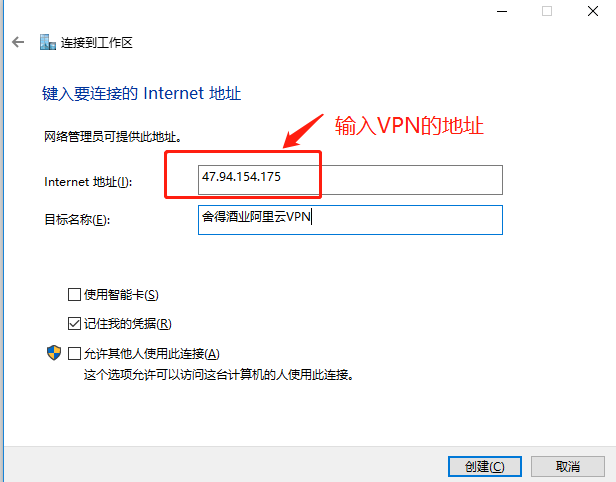 连接到工作区
键入要连接的 Internet 地址
网络管理员可提供此地址。
输入VPN的地址
Internet 地址(I):
47.94.154.175
目标名称(E):
舍得酒业阿里云VPN
使用智能卡(S)
记住我的凭据(R)
允许其他人使用此连接(A)
这个选项允许可以访问这台计算机的人使用此连接。
创建(C)
取消